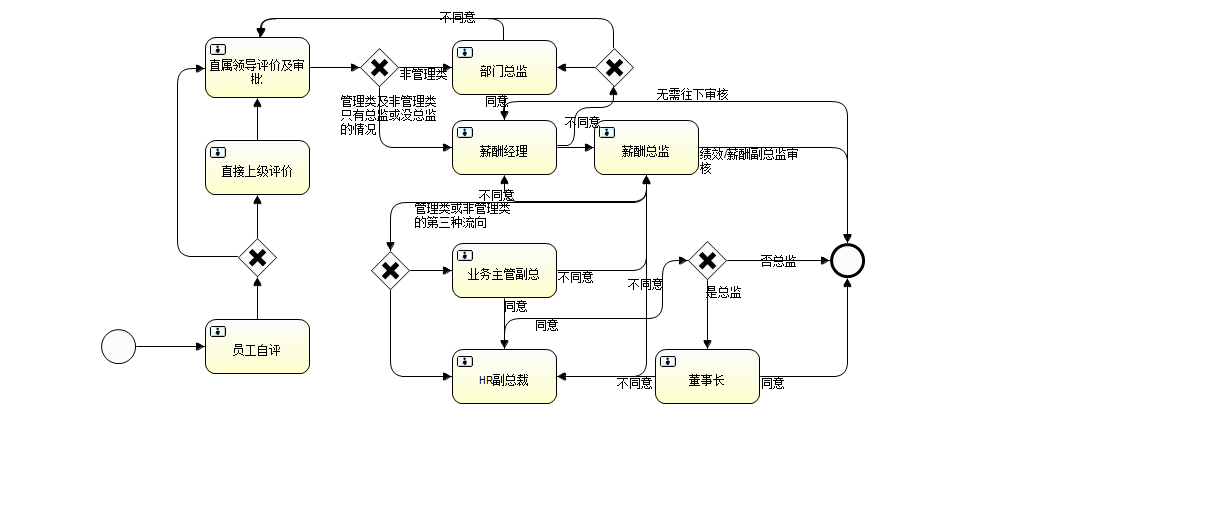 不同意
直属领导评价及审
批
非管理类
部门总监
管理类及非管理类
只有总监或没总监
的情况
同意
无需往下审核
不同意
薪酬经理
薪酬总监
绩效/薪酬副总监审
核
直接上级评价
不同意
管理类或非管理类
的第三种流向
业务主管副总
不同意
不同意
否总监
是总监
同意
同意
员工自评
HR副总裁
不同意
董事长
同意